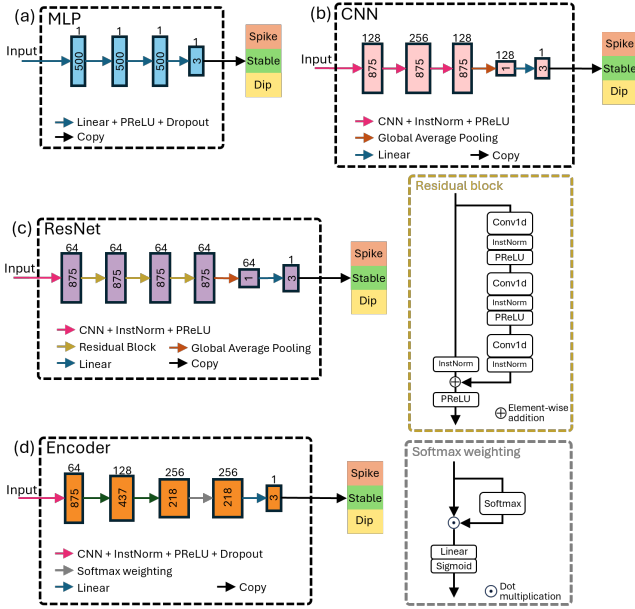 (a) MLP
Input
1 1 1 1
500 500 500 3
Spike
Stable
Dip
Linear + PReLU + Dropout
Copy
(b) CNN
Input
128 256 128 128 1
875 875 875 1 3
Spike
Stable
Dip
CNN + InstNorm + PReLU
Global Average Pooling
Linear Copy
(c) ResNet
Input
64 64 64 64 64 1
875 875 875 875 1 3
Spike
Stable
Dip
CNN + InstNorm + PReLU
Residual Block Global Average Pooling
Linear Copy
Residual block
Conv1d
InstNorm
PReLU
Conv1d
InstNorm
PReLU
Conv1d
InstNorm InstNorm
PReLU
Element-wise
addition
(d) Encoder
Input
64 128 256 256 1
875 437 218 218 3
Spike
Stable
Dip
CNN + InstNorm + PReLU + Dropout
Softmax weighting
Linear Copy
Softmax weighting
Softmax
Linear
Sigmoid
Dot
multiplication